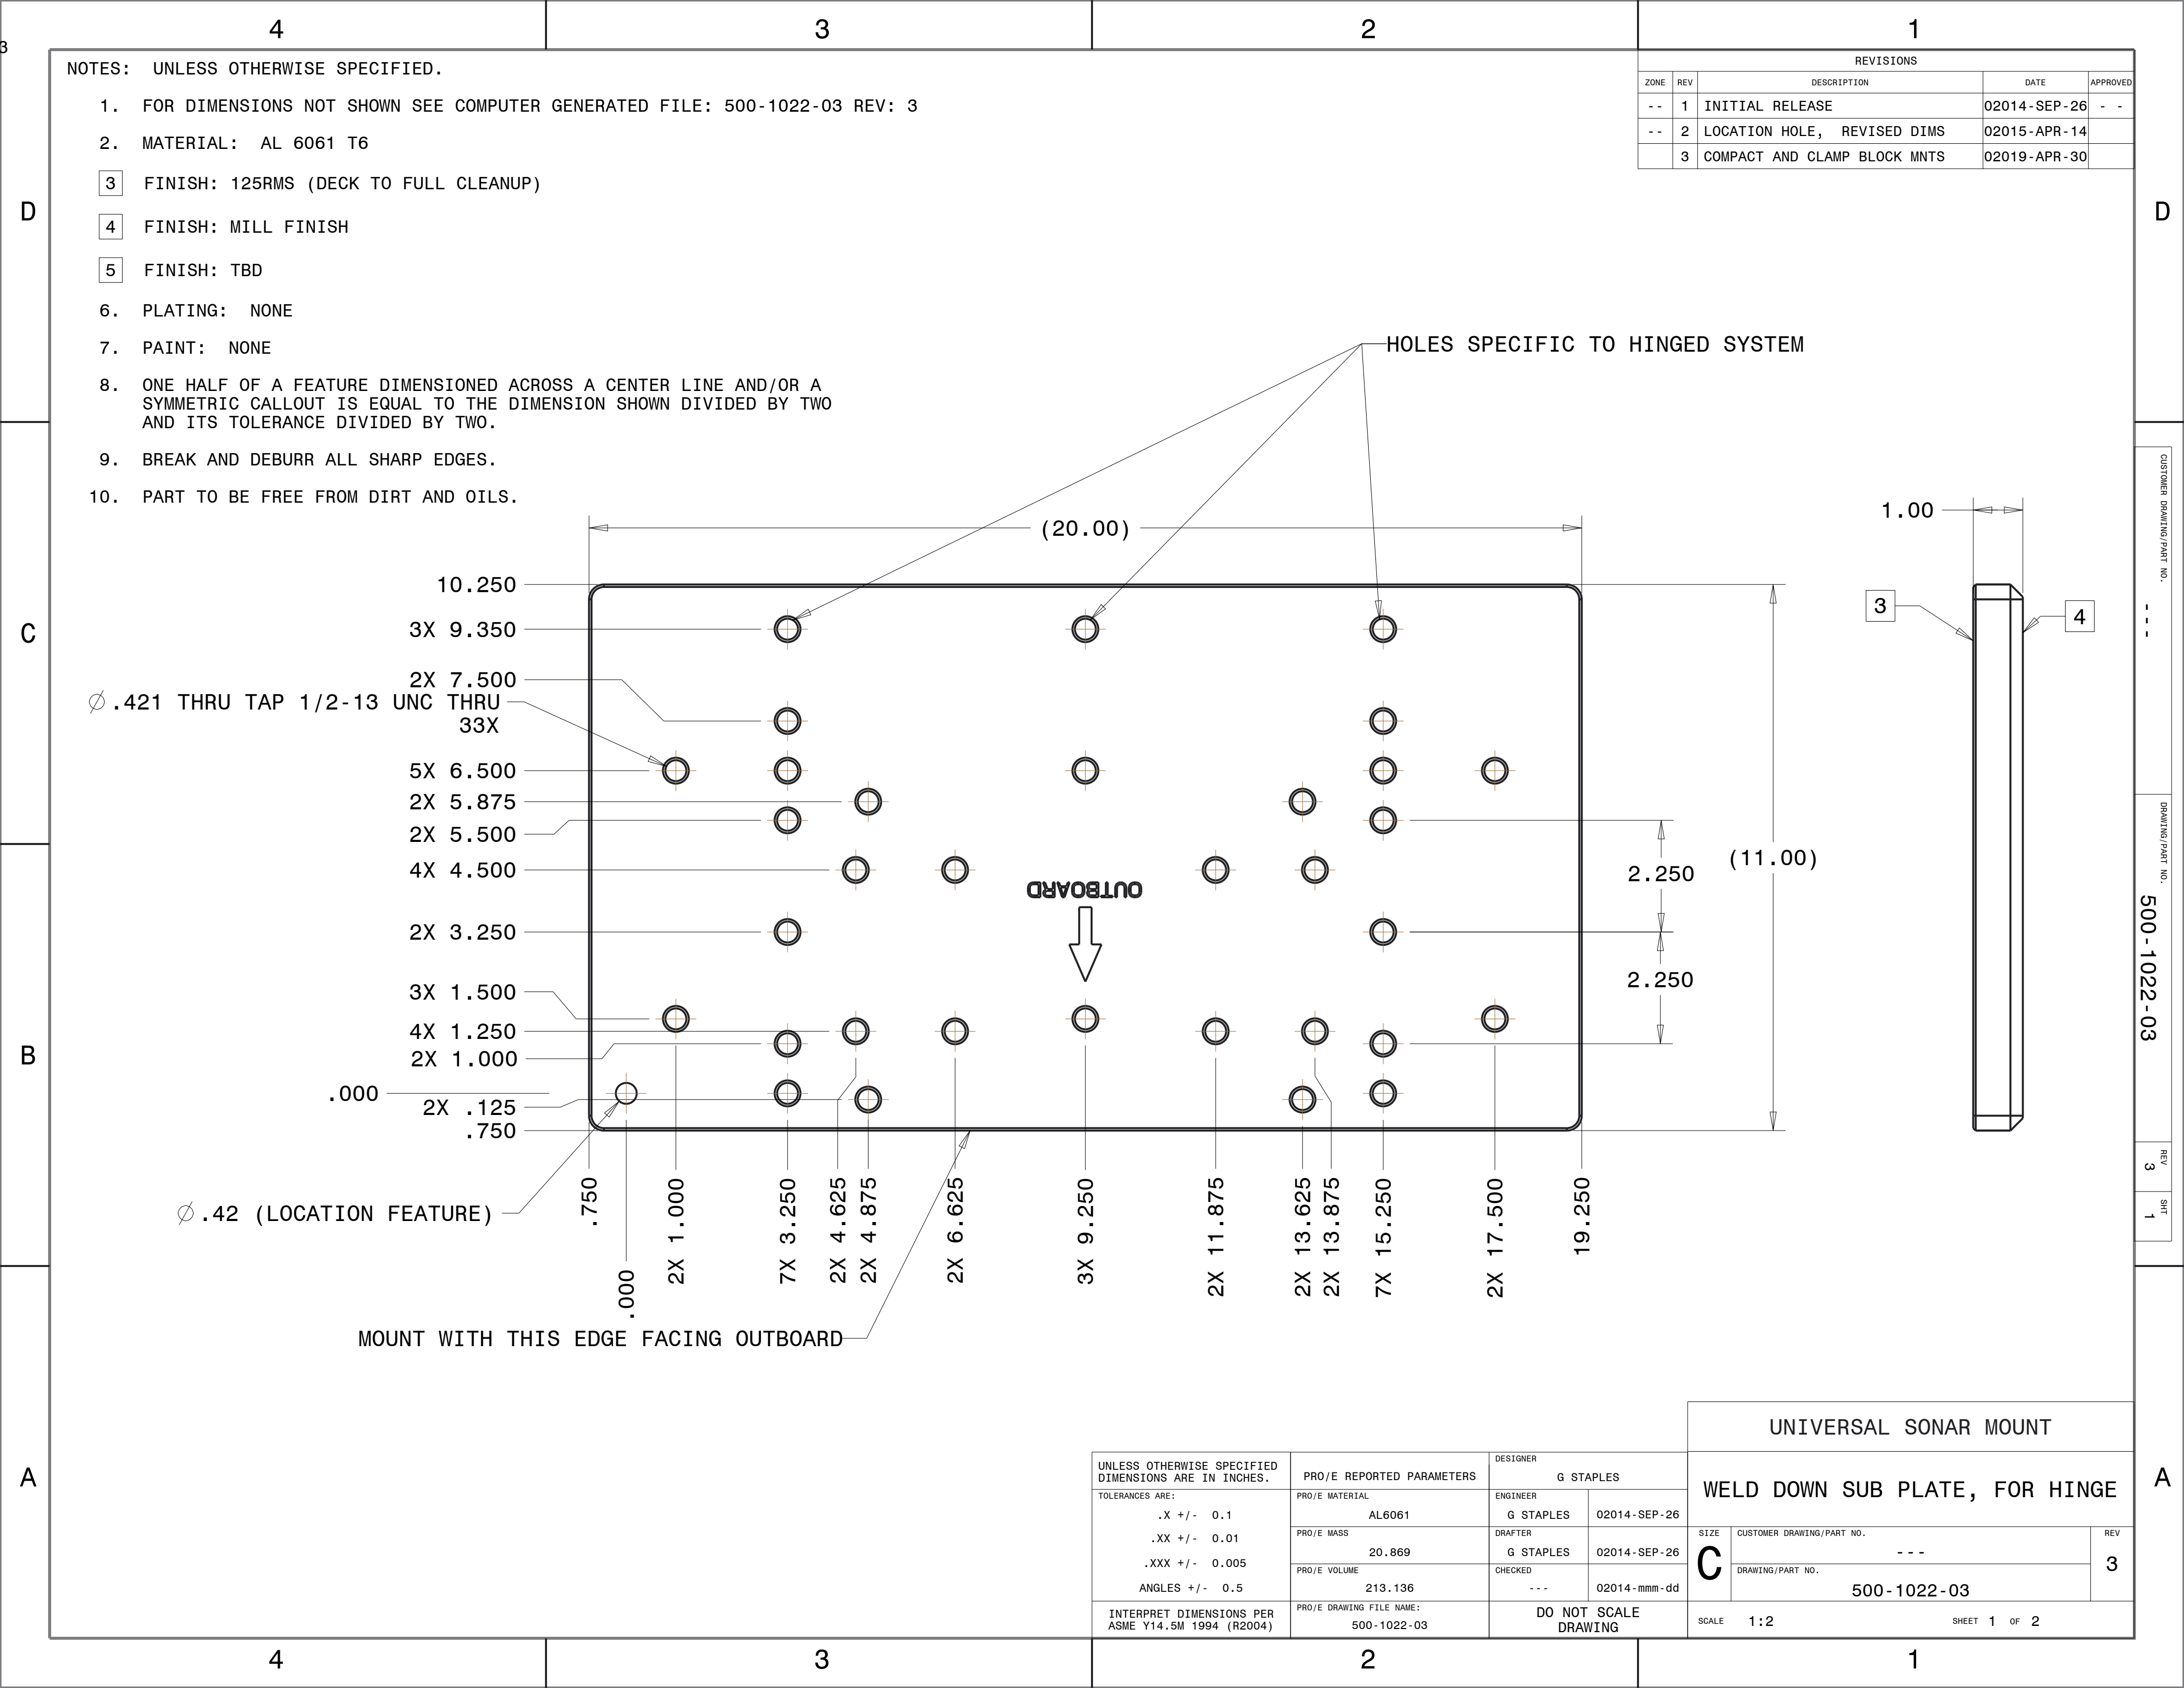 4
3
2
1
3
NOTES: UNLESS OTHERWISE SPECIFIED.
1. FOR DIMENSIONS NOT SHOWN SEE COMPUTER GENERATED FILE: 500-1022-03 REV: 3
2. MATERIAL: AL 6061 T6
3 FINISH: 125RMS (DECK TO FULL CLEANUP)
4 FINISH: MILL FINISH
5 FINISH: TBD
6. PLATING: NONE
7. PAINT: NONE
8. ONE HALF OF A FEATURE DIMENSIONED ACROSS A CENTER LINE AND/OR A
SYMMETRIC CALLOUT IS EQUAL TO THE DIMENSION SHOWN DIVIDED BY TWO
AND ITS TOLERANCE DIVIDED BY TWO.
9. BREAK AND DEBURR ALL SHARP EDGES.
10. PART TO BE FREE FROM DIRT AND OILS.
REVISIONS
ZONE REV DESCRIPTION DATE APPROVED
-- 1 INITIAL RELEASE 02014-SEP-26 - -
-- 2 LOCATION HOLE, REVISED DIMS 02015-APR-14
3 COMPACT AND CLAMP BLOCK MNTS 02019-APR-30
D
D
C
C
B
B
A
A
HOLES SPECIFIC TO HINGED SYSTEM
(20.00)
1.00
3
4
10.250
3X 9.350
2X 7.500
⌀.421 THRU TAP 1/2-13 UNC THRU
33X
5X 6.500
2X 5.875
2X 5.500
4X 4.500
2X 3.250
3X 1.500
4X 1.250
2X 1.000
.000
2X .125
.750
OUTBOARD
2.250
2.250
(11.00)
⌀.42 (LOCATION FEATURE)
.750
.000
2X 1.000
7X 3.250
2X 4.625
2X 4.875
2X 6.625
3X 9.250
2X 11.875
2X 13.625
2X 13.875
7X 15.250
2X 17.500
19.250
MOUNT WITH THIS EDGE FACING OUTBOARD
CUSTOMER DRAWING/PART NO.
---
DRAWING/PART NO.
500-1022-03
REV
3
SHT
1
UNLESS OTHERWISE SPECIFIED
DIMENSIONS ARE IN INCHES.
TOLERANCES ARE:
.X +/- 0.1
.XX +/- 0.01
.XXX +/- 0.005
ANGLES +/- 0.5
INTERPRET DIMENSIONS PER
ASME Y14.5M 1994 (R2004)
PRO/E REPORTED PARAMETERS
PRO/E MATERIAL
AL6061
PRO/E MASS
20.869
PRO/E VOLUME
213.136
PRO/E DRAWING FILE NAME:
500-1022-03
DESIGNER
G STAPLES
ENGINEER
G STAPLES 02014-SEP-26
DRAFTER
G STAPLES 02014-SEP-26
CHECKED
--- 02014-mmm-dd
DO NOT SCALE
DRAWING
UNIVERSAL SONAR MOUNT
WELD DOWN SUB PLATE, FOR HINGE
SIZE
C
CUSTOMER DRAWING/PART NO.
---
DRAWING/PART NO.
500-1022-03
REV
3
SCALE 1:2 SHEET 1 OF 2
4
3
2
1